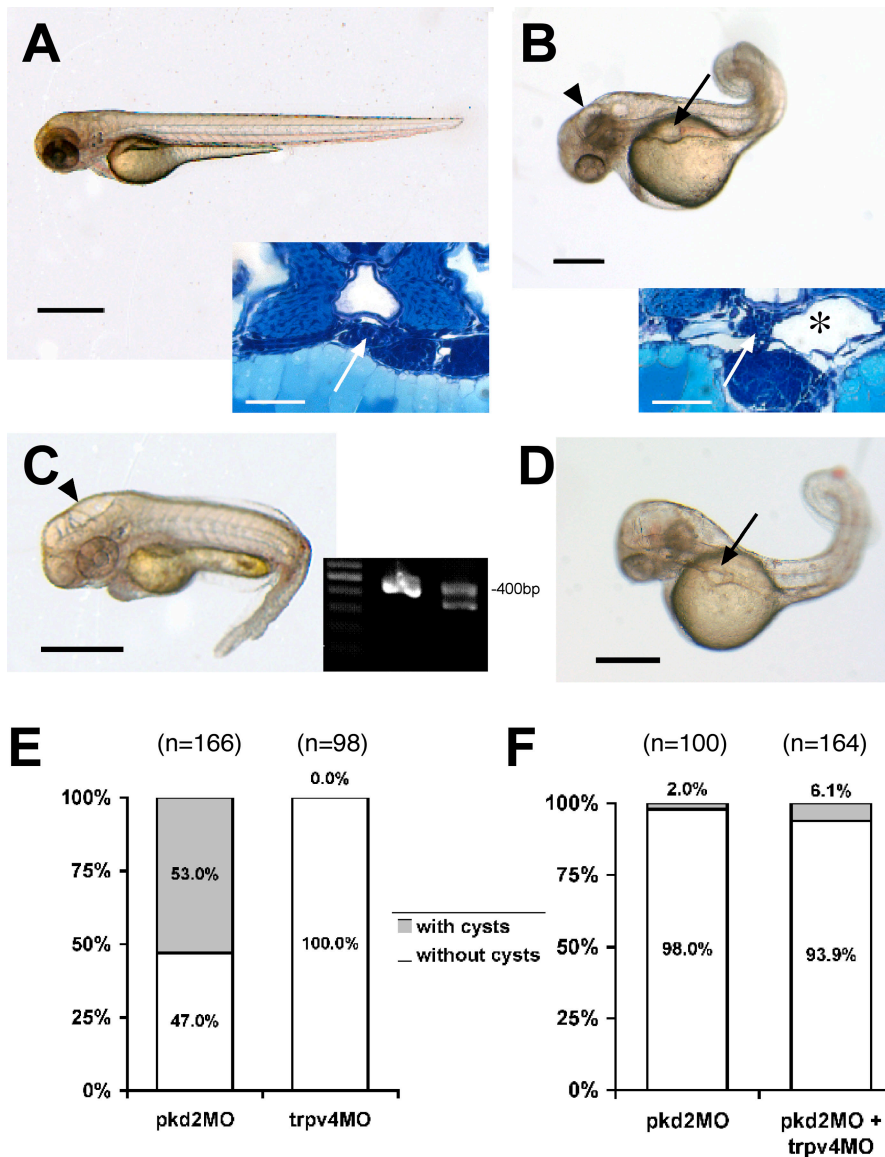 A
B
*
C
-400bp
D
E
(n=166)
(n=98)
0.0%
100%
75%
50%
25%
0%
53.0%
47.0%
100.0%
pkd2MO
trpv4MO
with cysts
without cysts
F
(n=100)
(n=164)
2.0%
6.1%
100%
75%
50%
25%
0%
98.0%
93.9%
pkd2MO
pkd2MO +
trpv4MO